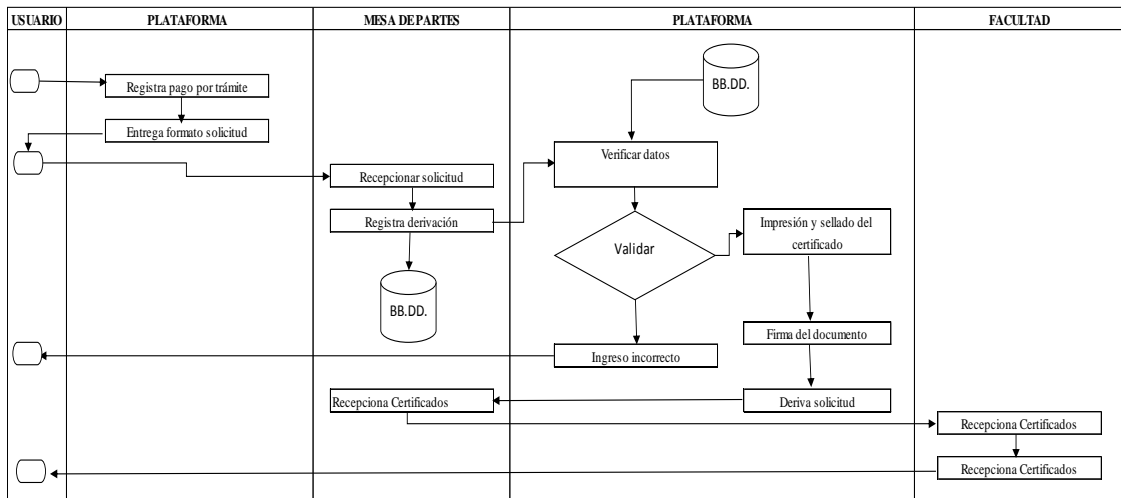 USUARIO
PLATAFORMA
MESA DE PARTES
PLATAFORMA
FACULTAD
BB.DD.
Registra pago por trámite
Entrega formato solicitud
Verificar datos
Recepcionar solicitud
Registra derivación
Impresión y sellado del
certificado
Validar
BB.DD.
Firma del documento
Ingreso incorrecto
Recepciona Certificados
Deriva solicitud
Recepciona Certificados
Recepciona Certificados